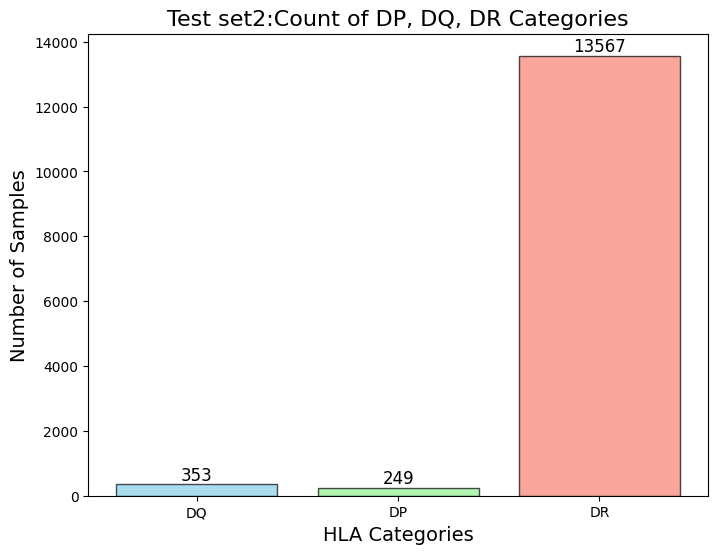 Test set2:Count of DP, DQ, DR Categories
14000
12000
10000
8000
6000
4000
2000
0
Number of Samples
353
249
13567
DQ
DP
DR
HLA Categories